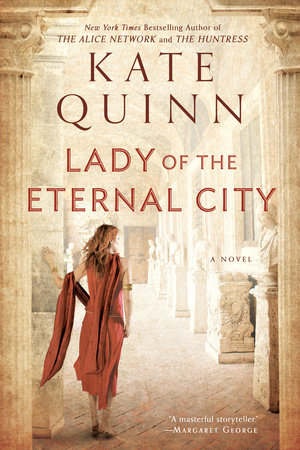 New York Times Bestselling Author of
THE ALICE NETWORK and THE HUNTRESS
KATE
QUINN
LADY OF THE
ETERNAL CITY
A NOVEL
"A masterful storyteller."
—MARGARET GEORGE